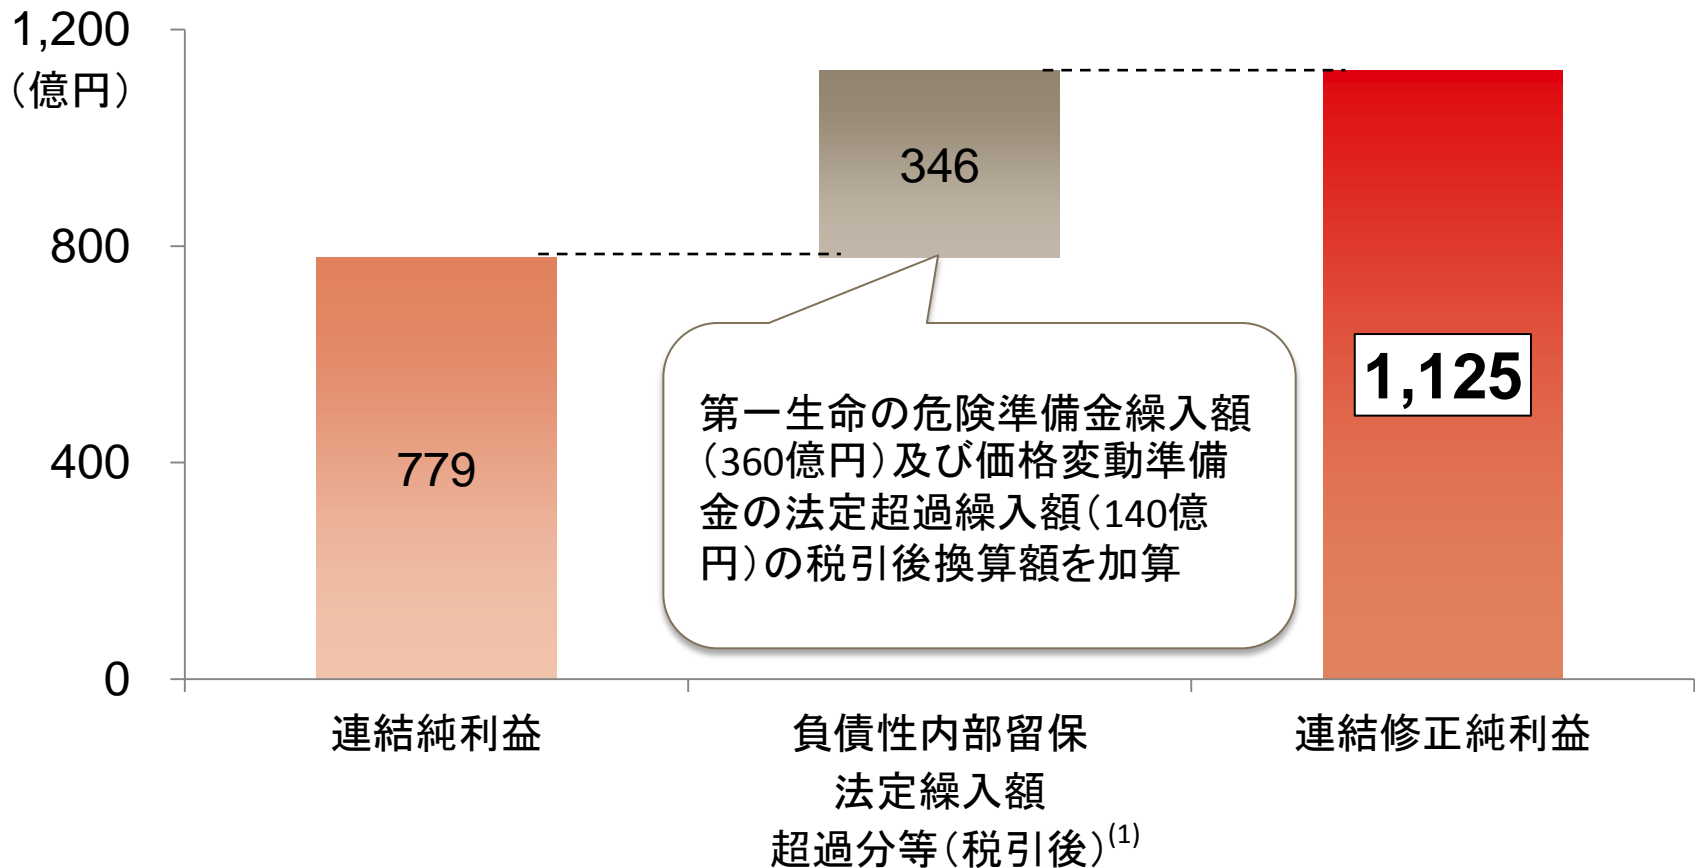 1,200
（億円）
800
400
0
779
346
1,125
第一生命の危険準備金繰入額
（360億円）及び価格変動準備
金の法定超過繰入額（140億
円）の税引後換算額を加算
連結純利益
負債性内部留保
法定繰入額
超過分等（税引後）(1)
連結修正純利益